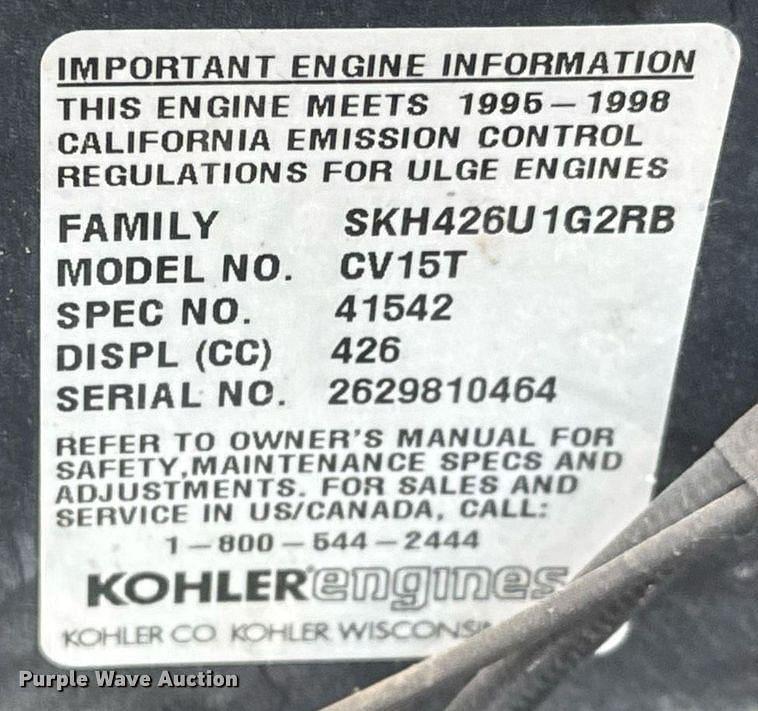 IMPORTANT ENGINE INFORMATION
THIS ENGINE MEETS 1995–1998
CALIFORNIA EMISSION CONTROL
REGULATIONS FOR ULGE ENGINES
FAMILY SKH426U1G2RB
MODEL NO. CV15T
SPEC NO. 41542
DISPL (CC) 426
SERIAL NO. 2629810464
REFER TO OWNER'S MANUAL FOR
SAFETY,MAINTENANCE SPECS AND
ADJUSTMENTS. FOR SALES AND
SERVICE IN US/CANADA, CALL:
1–800–544–2444
KOHLER engines
KOHLER CO KOHLER WISCONSIN
Purple Wave Auction